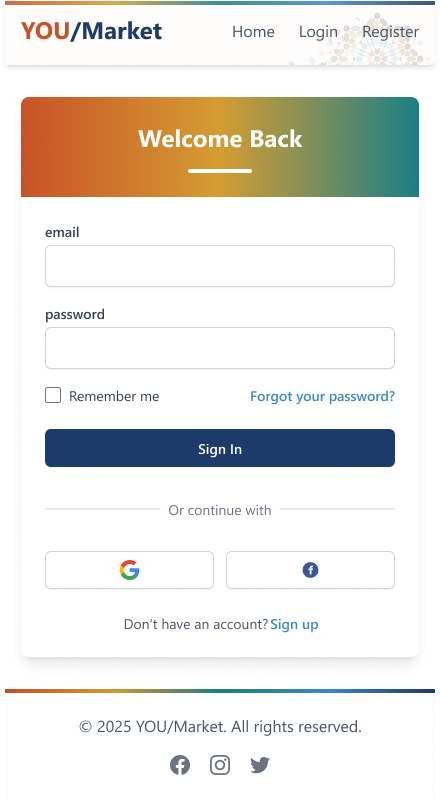 YOU/Market Home Login Register
Welcome Back
email
password
Remember me Forgot your password?
Sign In
Or continue with
Don't have an account? Sign up
© 2025 YOU/Market. All rights reserved.